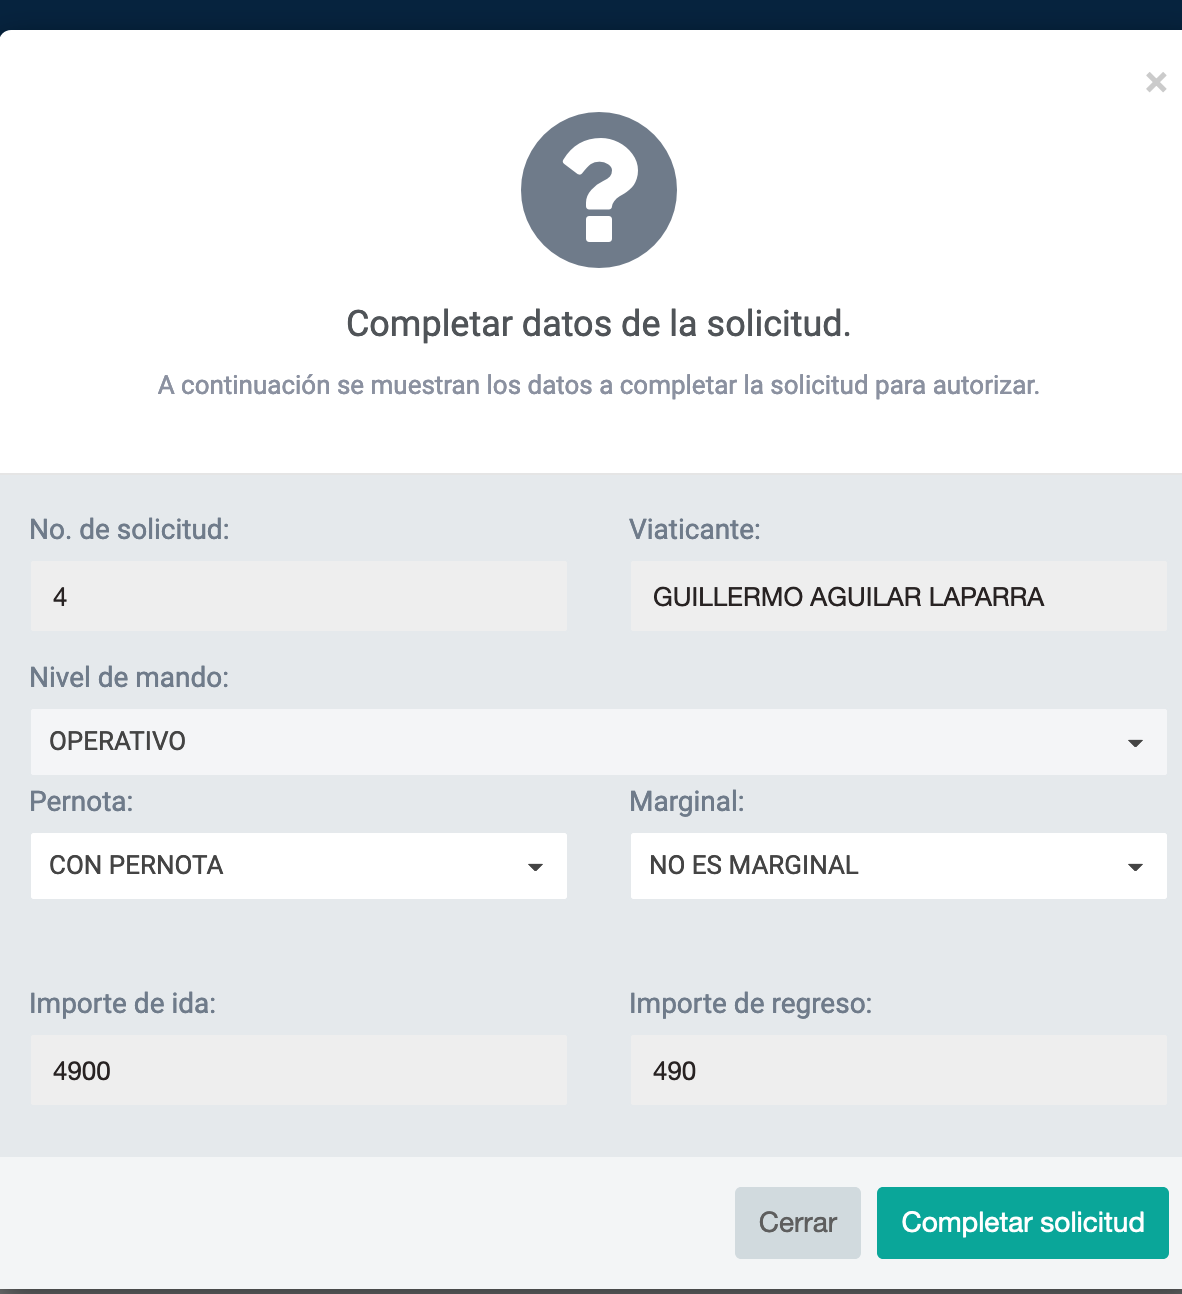 ×
Completar datos de la solicitud.
A continuación se muestran los datos a completar la solicitud para autorizar.
No. de solicitud:
4
Viaticante:
GUILLERMO AGUILAR LAPARRA
Nivel de mando:
OPERATIVO
Pernota:
CON PERNOTA
Marginal:
NO ES MARGINAL
Importe de ida:
4900
Importe de regreso:
490
Cerrar
Completar solicitud